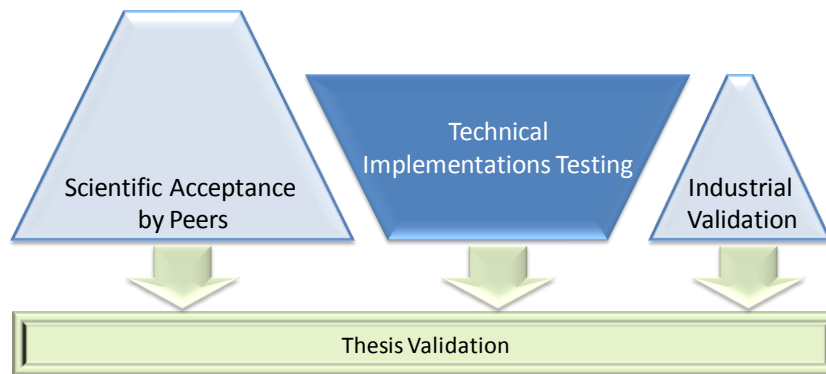 Scientific Acceptance
by Peers
Technical
Implementations Testing
Industrial
Validation
Thesis Validation